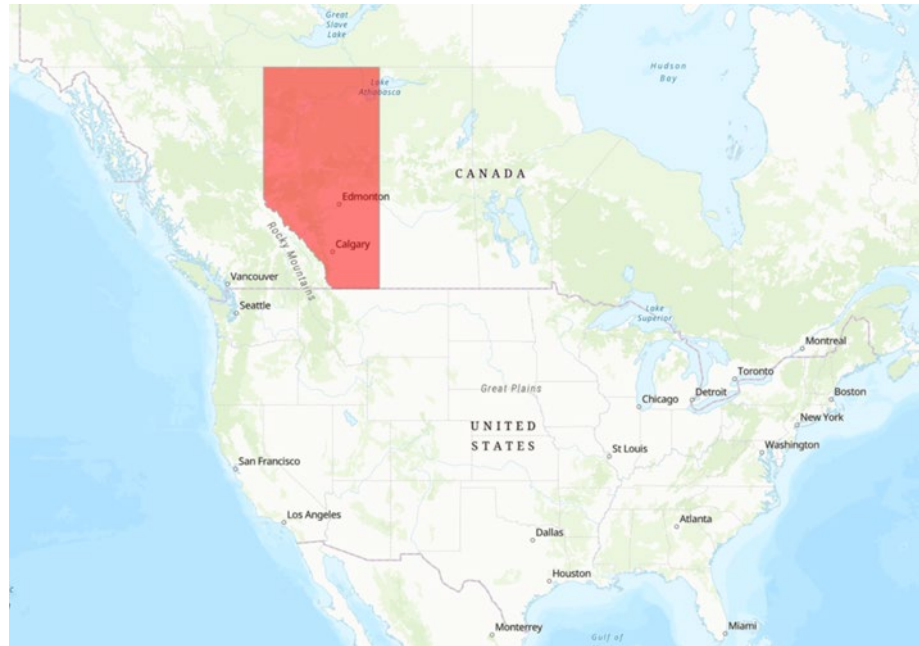 Great
Slave
Lake
Hudson
Bay
Lake
Athabasca
CANADA
Edmonton
Calgary
Rocky Mountains
Vancouver
Seattle
Lake
Superior
Montreal
Toronto
Great Plains
Chicago
Detroit
Boston
New York
UNITED
STATES
St Louis
Washington
San Francisco
Los Angeles
Atlanta
Dallas
Houston
Monterrey
Miami
Gulf of